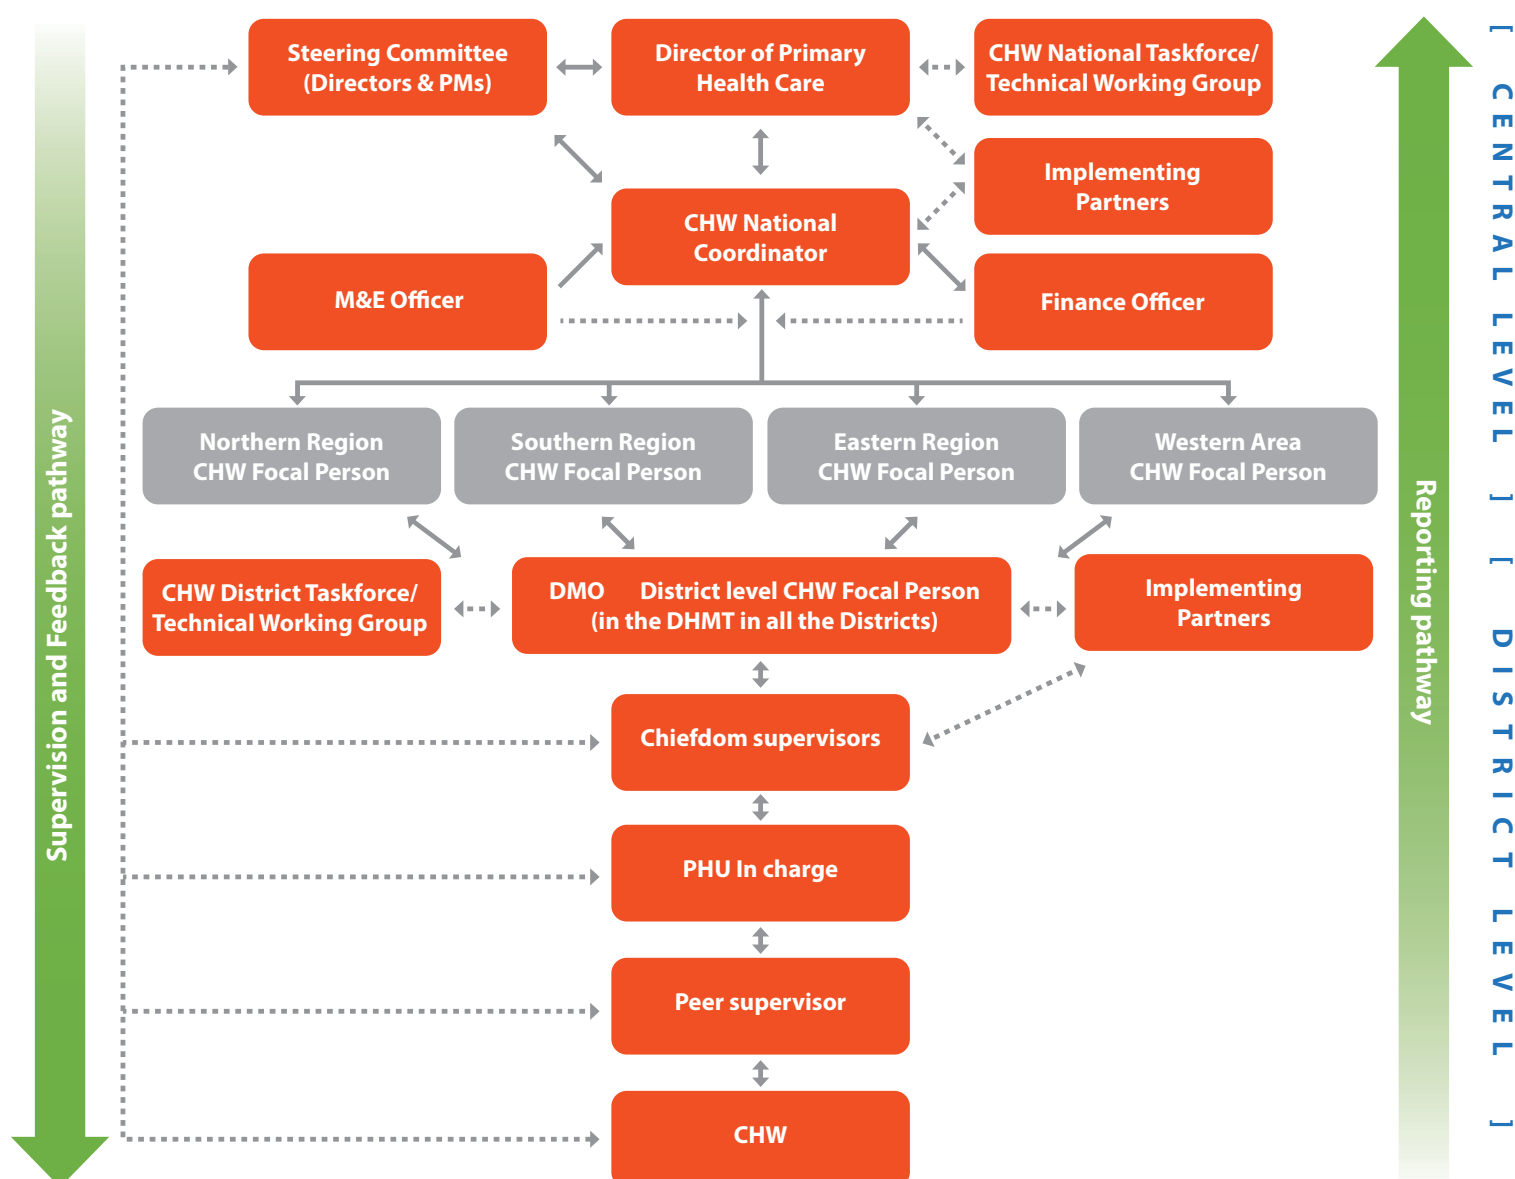 Steering Committee
(Directors & PMs)
Director of Primary
Health Care
CHW National Taskforce/
Technical Working Group
Implementing
Partners
CHW National
Coordinator
M&E Officer
Finance Officer
Northern Region
CHW Focal Person
Southern Region
CHW Focal Person
Eastern Region
CHW Focal Person
Western Area
CHW Focal Person
CHW District Taskforce/
Technical Working Group
DMO District level CHW Focal Person
(in the DHMT in all the Districts)
Implementing
Partners
Chiefdom supervisors
PHU In charge
Peer supervisor
CHW
Supervision and Feedback pathway
Reporting pathway
[ CENTRAL LEVEL ]
[ DISTRICT LEVEL ]